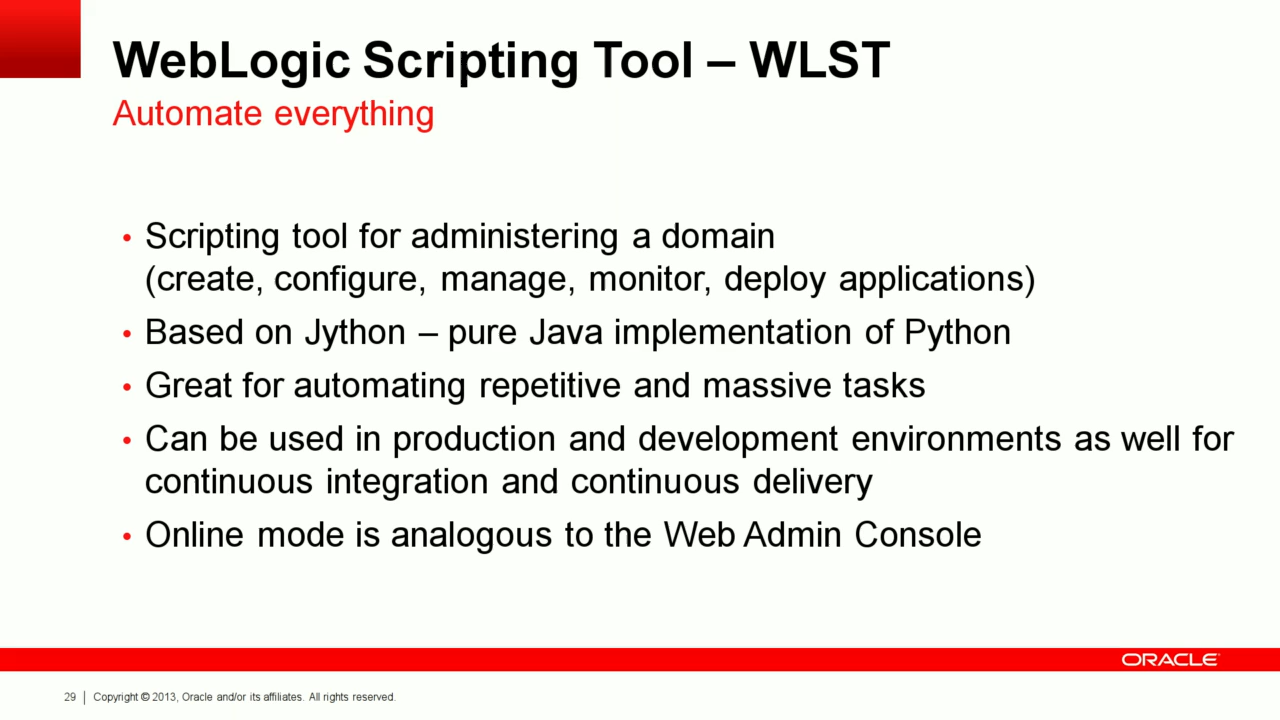 WebLogic Scripting Tool – WLST
Automate everything
• Scripting tool for administering a domain
(create, configure, manage, monitor, deploy applications)
• Based on Jython – pure Java implementation of Python
• Great for automating repetitive and massive tasks
• Can be used in production and development environments as well for
continuous integration and continuous delivery
• Online mode is analogous to the Web Admin Console
ORACLE
29 | Copyright © 2013, Oracle and/or its affiliates. All rights reserved.